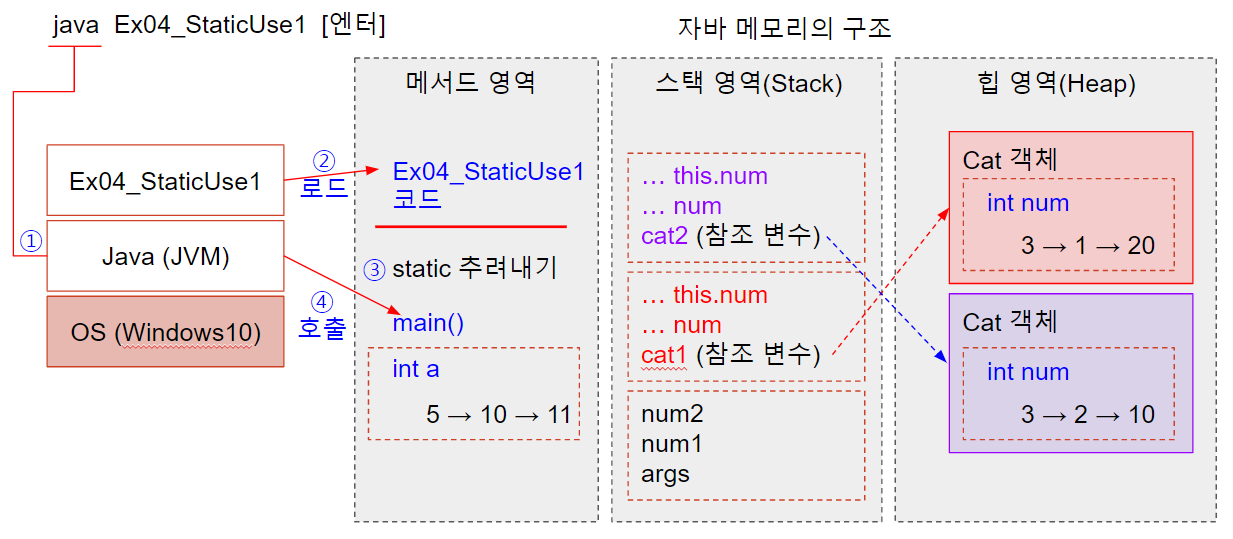 java Ex04_StaticUse1 [엔터]
자바 메모리의 구조
Ex04_StaticUse1
Java (JVM)
OS (Windows10)
①
②
로드
④
호출
메서드 영역
Ex04_StaticUse1
코드
③ static 추려내기
main()
int a
5 → 10 → 11
스택 영역(Stack)
… this.num
… num
cat2 (참조 변수)
… this.num
… num
cat1 (참조 변수)
num2
num1
args
힙 영역(Heap)
Cat 객체
int num
3 → 1 → 20
Cat 객체
int num
3 → 2 → 10